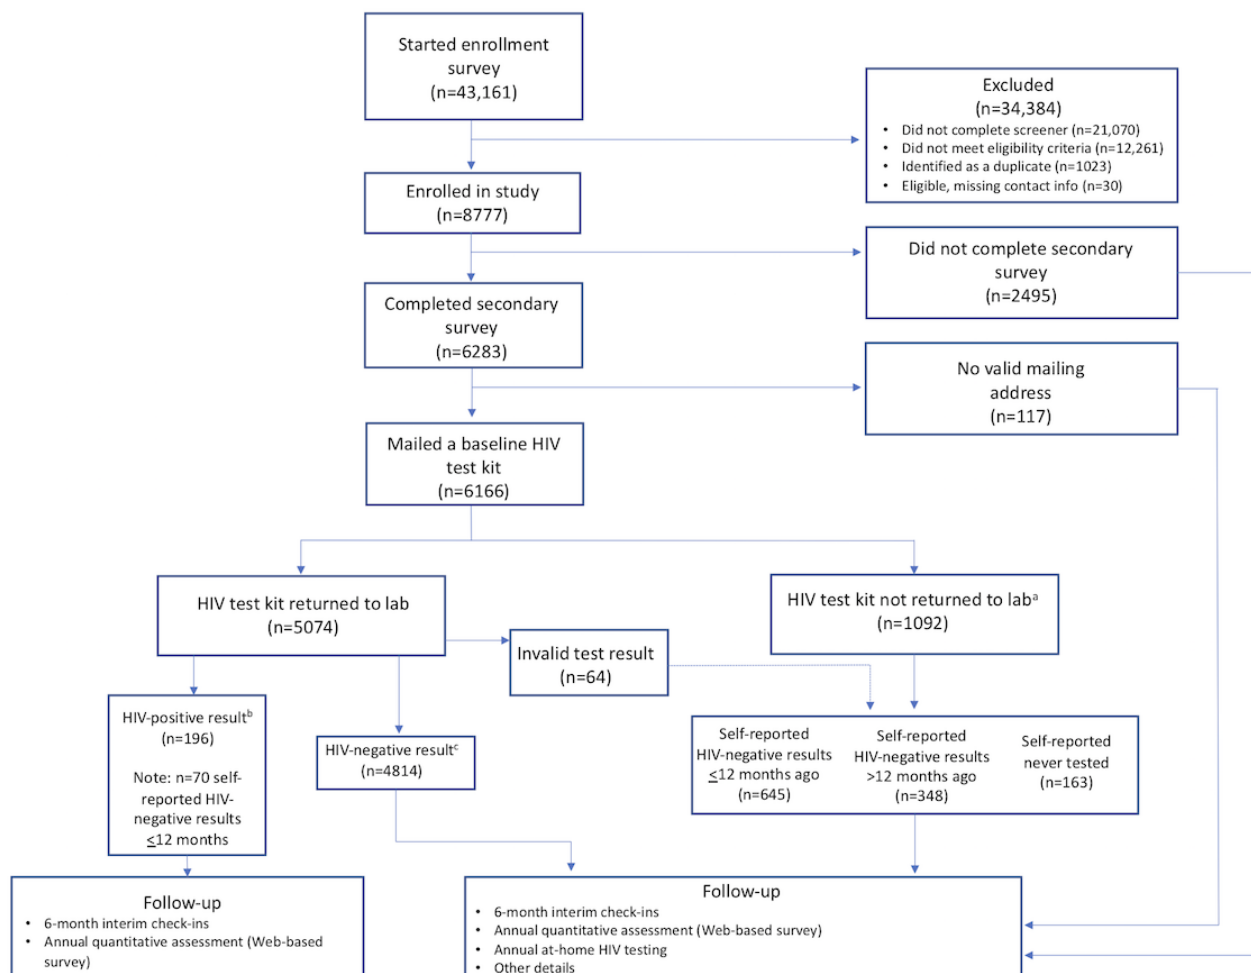 Started enrollment
survey
(n=43,161)
Excluded
(n=34,384)
• Did not complete screener (n=21,070)
• Did not meet eligibility criteria (n=12,261)
• Identified as a duplicate (n=1023)
• Eligible, missing contact info (n=30)
Enrolled in study
(n=8777)
Did not complete secondary
survey
(n=2495)
Completed secondary
survey
(n=6283)
No valid mailing
address
(n=117)
Mailed a baseline HIV
test kit
(n=6166)
HIV test kit returned to lab
(n=5074)
HIV test kit not returned to labᵃ
(n=1092)
Invalid test result
(n=64)
HIV-positive resultᵇ
(n=196)
Note: n=70 self-
reported HIV-
negative results
≤12 months
HIV-negative resultᶜ
(n=4814)
Self-reported
HIV-negative results
≤12 months ago
(n=645)
Self-reported
HIV-negative results
>12 months ago
(n=348)
Self-reported
never tested
(n=163)
Follow-up
• 6-month interim check-ins
• Annual quantitative assessment (Web-based
survey)
Follow-up
• 6-month interim check-ins
• Annual quantitative assessment (Web-based survey)
• Annual at-home HIV testing
• Other details